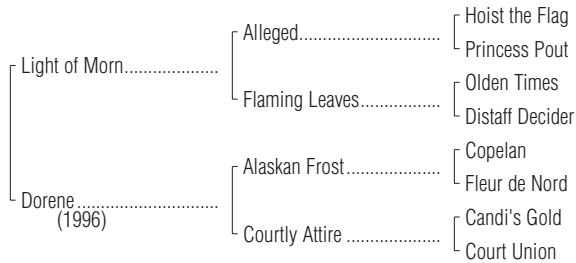 Hoist the Flag
Alleged
Princess Pout
Light of Morn
Olden Times
Flaming Leaves
Distaff Decider
Copelan
Alaskan Frost
Fleur de Nord
Dorene
(1996)
Candi's Gold
Courtly Attire
Court Union